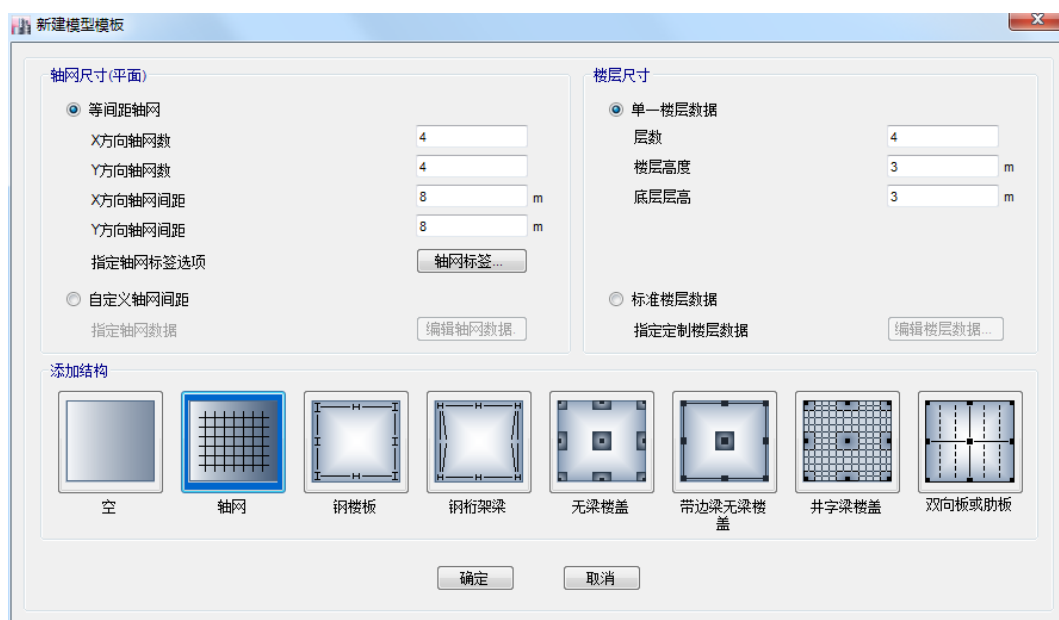 新建模型模板
轴网尺寸(平面)
等间距轴网
X方向轴网数 4
Y方向轴网数 4
X方向轴网间距 8 m
Y方向轴网间距 8 m
指定轴网标签选项 轴网标签...
自定义轴网间距
指定轴网数据 编辑轴网数据.
楼层尺寸
单一楼层数据
层数 4
楼层高度 3 m
底层层高 3 m
标准楼层数据
指定定制楼层数据 编辑楼层数据...
添加结构
空
轴网
钢楼板
钢桁架梁
无梁楼盖
带边梁无梁楼
盖
井字梁楼盖
双向板或肋板
确定 取消